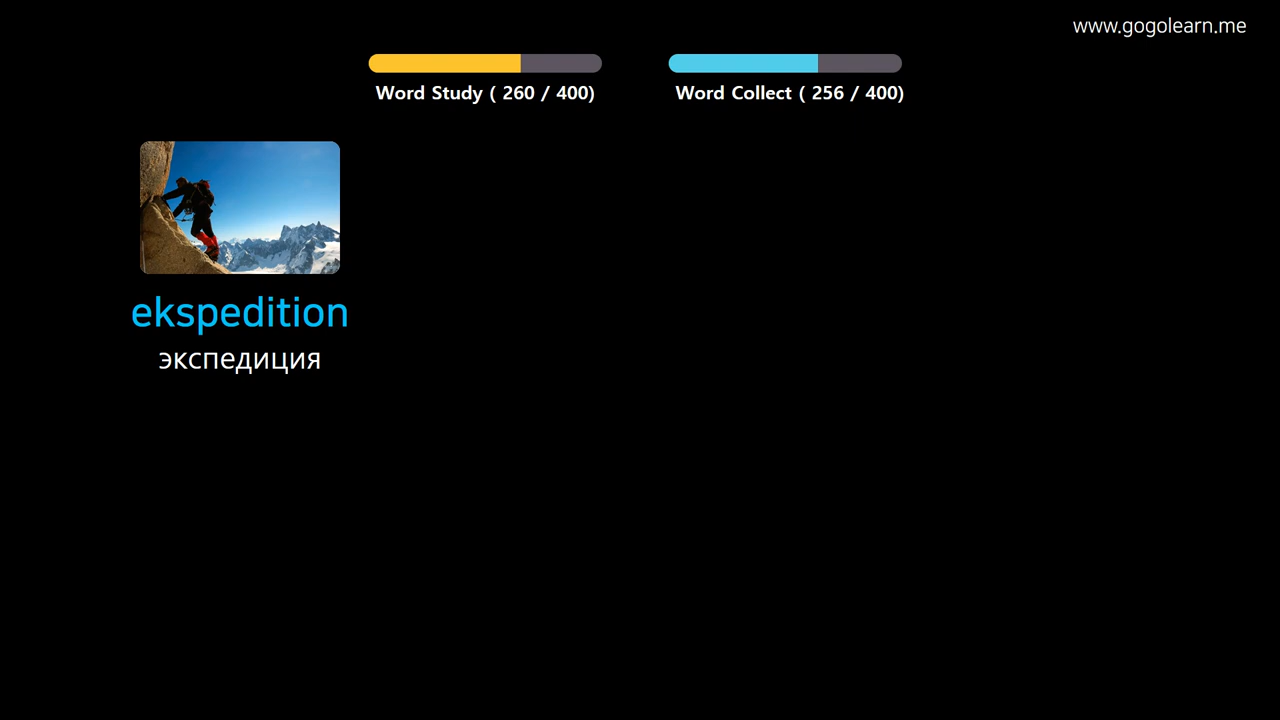 www.gogolearn.me
Word Study ( 260 / 400)
Word Collect ( 256 / 400)
ekspedition
экспедиция